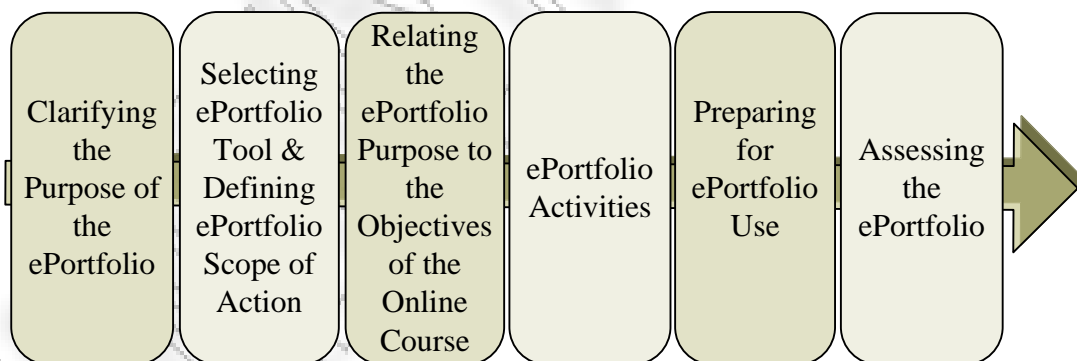 Clarifying
the
Purpose of
the
ePortfolio
Selecting
ePortfolio
Tool &
Defining
ePortfolio
Scope of
Action
Relating
the
ePortfolio
Purpose to
the
Objectives
of the
Online
Course
ePortfolio
Activities
Preparing
for
ePortfolio
Use
Assessing
the
ePortfolio